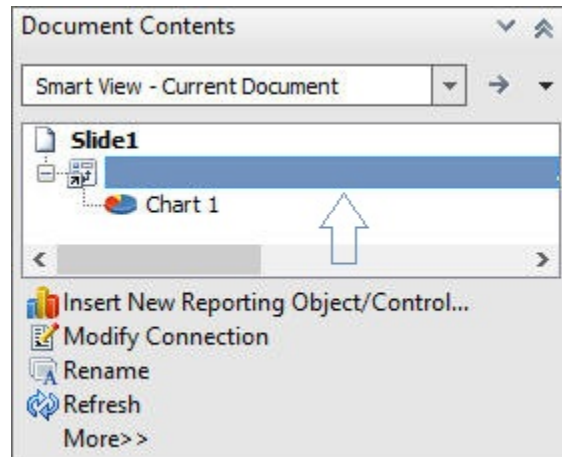 Document Contents
Smart View - Current Document
Slide1
Chart 1
Insert New Reporting Object/Control...
Modify Connection
Rename
Refresh
More>>